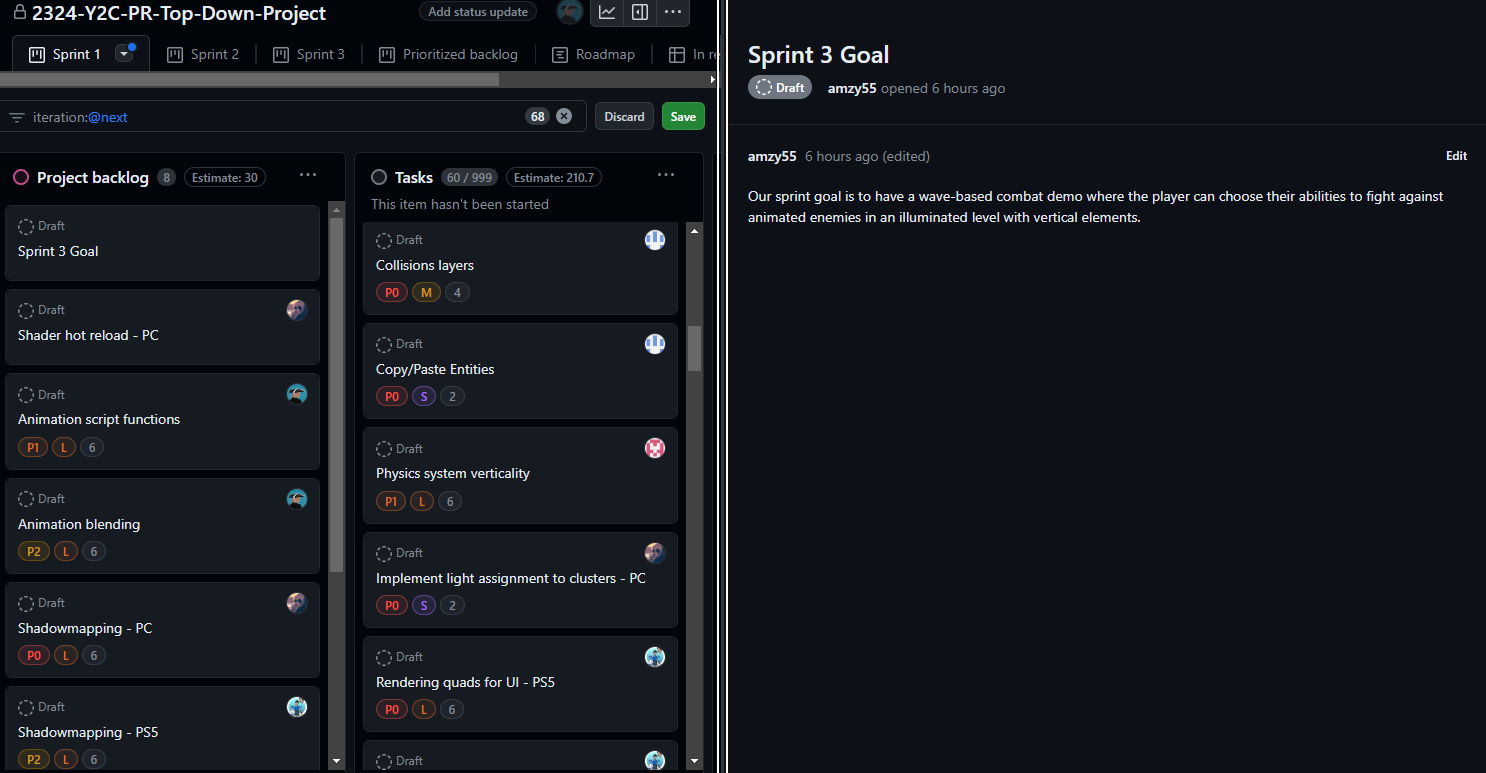 2324-Y2C-PR-Top-Down-Project
Add status update
Sprint 1
Sprint 2
Sprint 3
Prioritized backlog
Roadmap
In re
iteration:@next
68
Discard
Save
Project backlog 8 Estimate: 30
Draft
Sprint 3 Goal
Draft
Shader hot reload - PC
Draft
Animation script functions
P1 L 6
Draft
Animation blending
P2 L 6
Draft
Shadowmapping - PC
P0 L 6
Draft
Shadowmapping - PS5
P2 L 6
Tasks 60 / 999 Estimate: 210.7
This item hasn't been started
Draft
Collisions layers
P0 M 4
Draft
Copy/Paste Entities
P0 S 2
Draft
Physics system verticality
P1 L 6
Draft
Implement light assignment to clusters - PC
P0 S 2
Draft
Rendering quads for UI - PS5
P0 L 6
Draft
Sprint 3 Goal
Draft amzy55 opened 6 hours ago
amzy55 6 hours ago (edited)
Edit
Our sprint goal is to have a wave-based combat demo where the player can choose their abilities to fight against
animated enemies in an illuminated level with vertical elements.